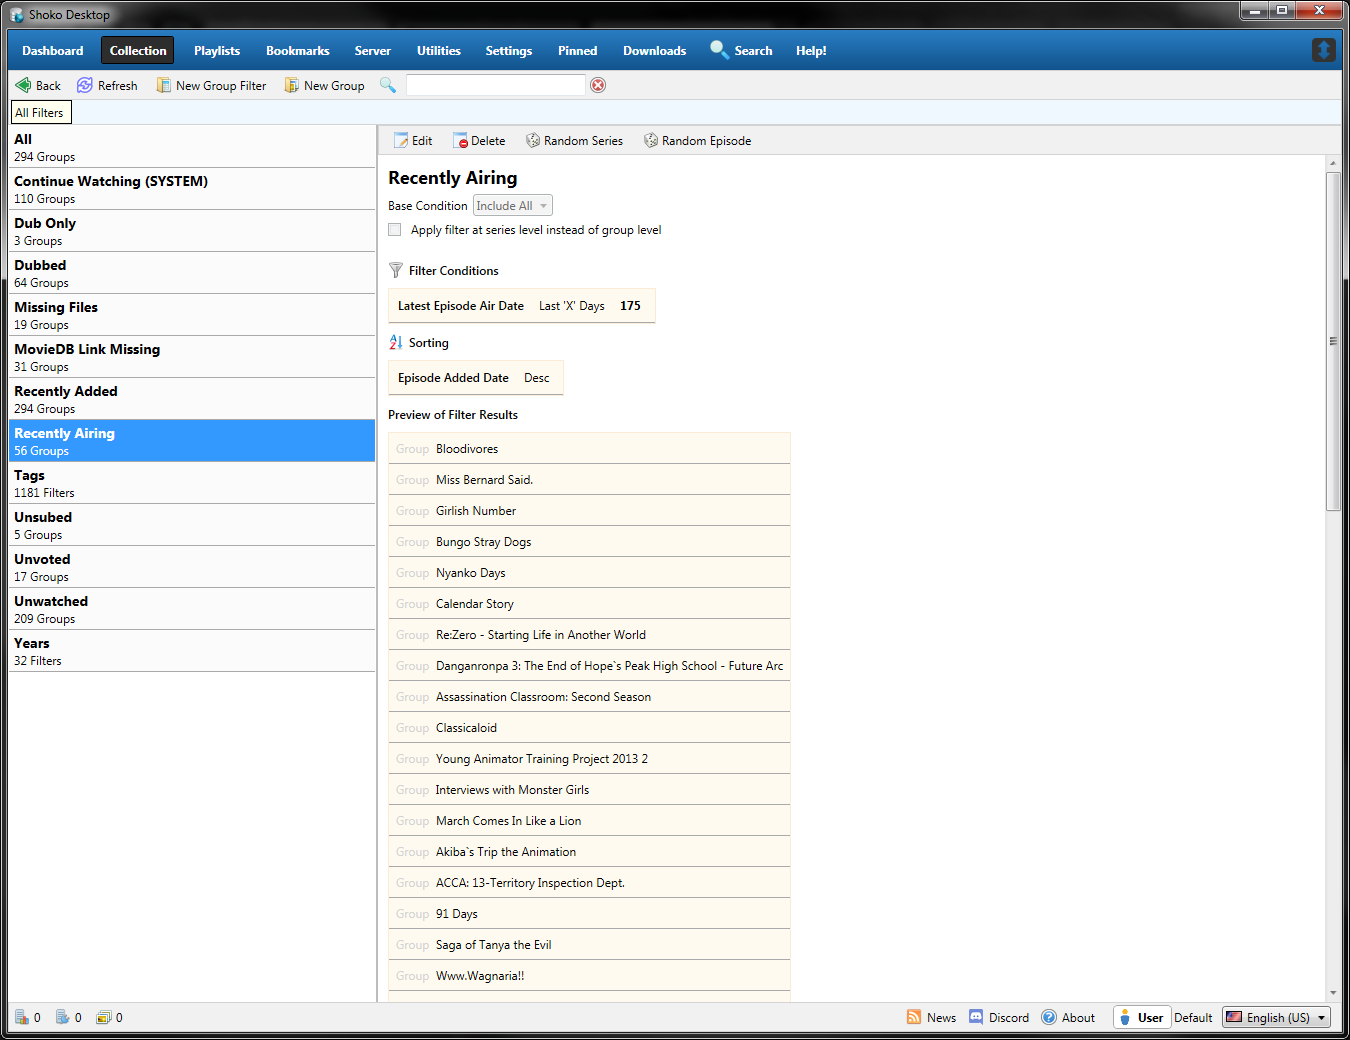 Shoko Desktop
Dashboard Collection Playlists Bookmarks Server Utilities Settings Pinned Downloads Search Help!
Back Refresh New Group Filter New Group
All Filters
All
294 Groups
Continue Watching (SYSTEM)
110 Groups
Dub Only
3 Groups
Dubbed
64 Groups
Missing Files
19 Groups
MovieDB Link Missing
31 Groups
Recently Added
294 Groups
Recently Airing
56 Groups
Tags
1181 Filters
Unsubed
5 Groups
Unvoted
17 Groups
Unwatched
209 Groups
Years
32 Filters
Edit Delete Random Series Random Episode
Recently Airing
Base Condition Include All
Apply filter at series level instead of group level
Filter Conditions
Latest Episode Air Date Last 'X' Days 175
Sorting
Episode Added Date Desc
Preview of Filter Results
Group Bloodivores
Group Miss Bernard Said.
Group Girlish Number
Group Bungo Stray Dogs
Group Nyanko Days
Group Calendar Story
Group Re:Zero - Starting Life in Another World
Group Danganronpa 3: The End of Hope`s Peak High School - Future Arc
Group Assassination Classroom: Second Season
Group Classicaloid
Group Young Animator Training Project 2013 2
Group Interviews with Monster Girls
Group March Comes In Like a Lion
Group Akiba`s Trip the Animation
Group ACCA: 13-Territory Inspection Dept.
Group 91 Days
Group Saga of Tanya the Evil
Group Www.Wagnaria!!
0 0 0
News Discord About User Default English (US)